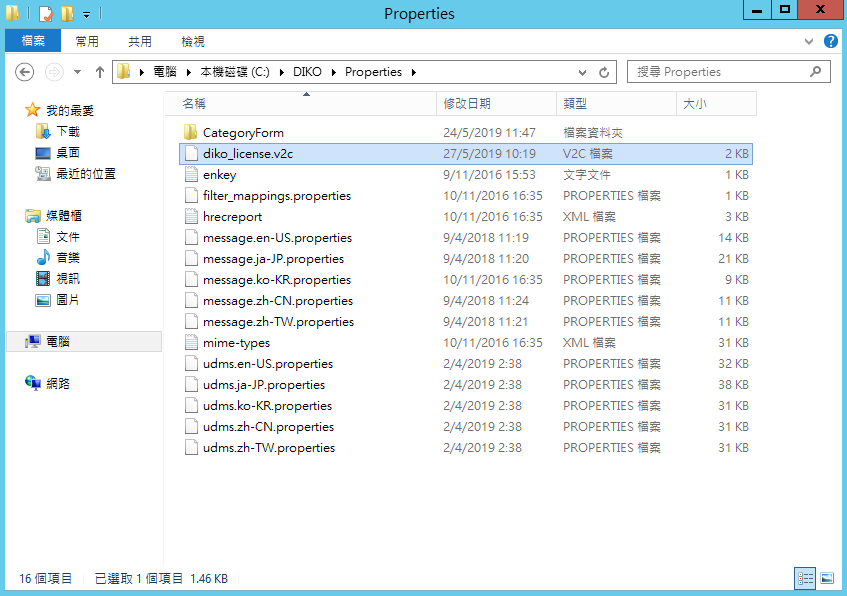 Properties
檔案 常用 共用 檢視
電腦 本機磁碟 (C:) DIKO Properties 搜尋 Properties
我的最愛
下載
桌面
最近的位置
媒體櫃
文件
音樂
視訊
圖片
電腦
網路
名稱 修改日期 類型 大小
CategoryForm 24/5/2019 11:47 檔案資料夾
diko_license.v2c 27/5/2019 10:19 V2C 檔案 2 KB
enkey 9/11/2016 15:53 文字文件 1 KB
filter_mappings.properties 10/11/2016 16:35 PROPERTIES 檔案 1 KB
hrecreport 10/11/2016 16:35 XML 檔案 3 KB
message.en-US.properties 9/4/2018 11:19 PROPERTIES 檔案 14 KB
message.ja-JP.properties 9/4/2018 11:20 PROPERTIES 檔案 21 KB
message.ko-KR.properties 10/11/2016 16:35 PROPERTIES 檔案 9 KB
message.zh-CN.properties 9/4/2018 11:24 PROPERTIES 檔案 11 KB
message.zh-TW.properties 9/4/2018 11:21 PROPERTIES 檔案 11 KB
mime-types 10/11/2016 16:35 XML 檔案 31 KB
udms.en-US.properties 2/4/2019 2:38 PROPERTIES 檔案 32 KB
udms.ja-JP.properties 2/4/2019 2:38 PROPERTIES 檔案 38 KB
udms.ko-KR.properties 2/4/2019 2:38 PROPERTIES 檔案 31 KB
udms.zh-CN.properties 2/4/2019 2:38 PROPERTIES 檔案 31 KB
udms.zh-TW.properties 2/4/2019 2:38 PROPERTIES 檔案 31 KB
16 個項目 已選取 1 個項目 1.46 KB